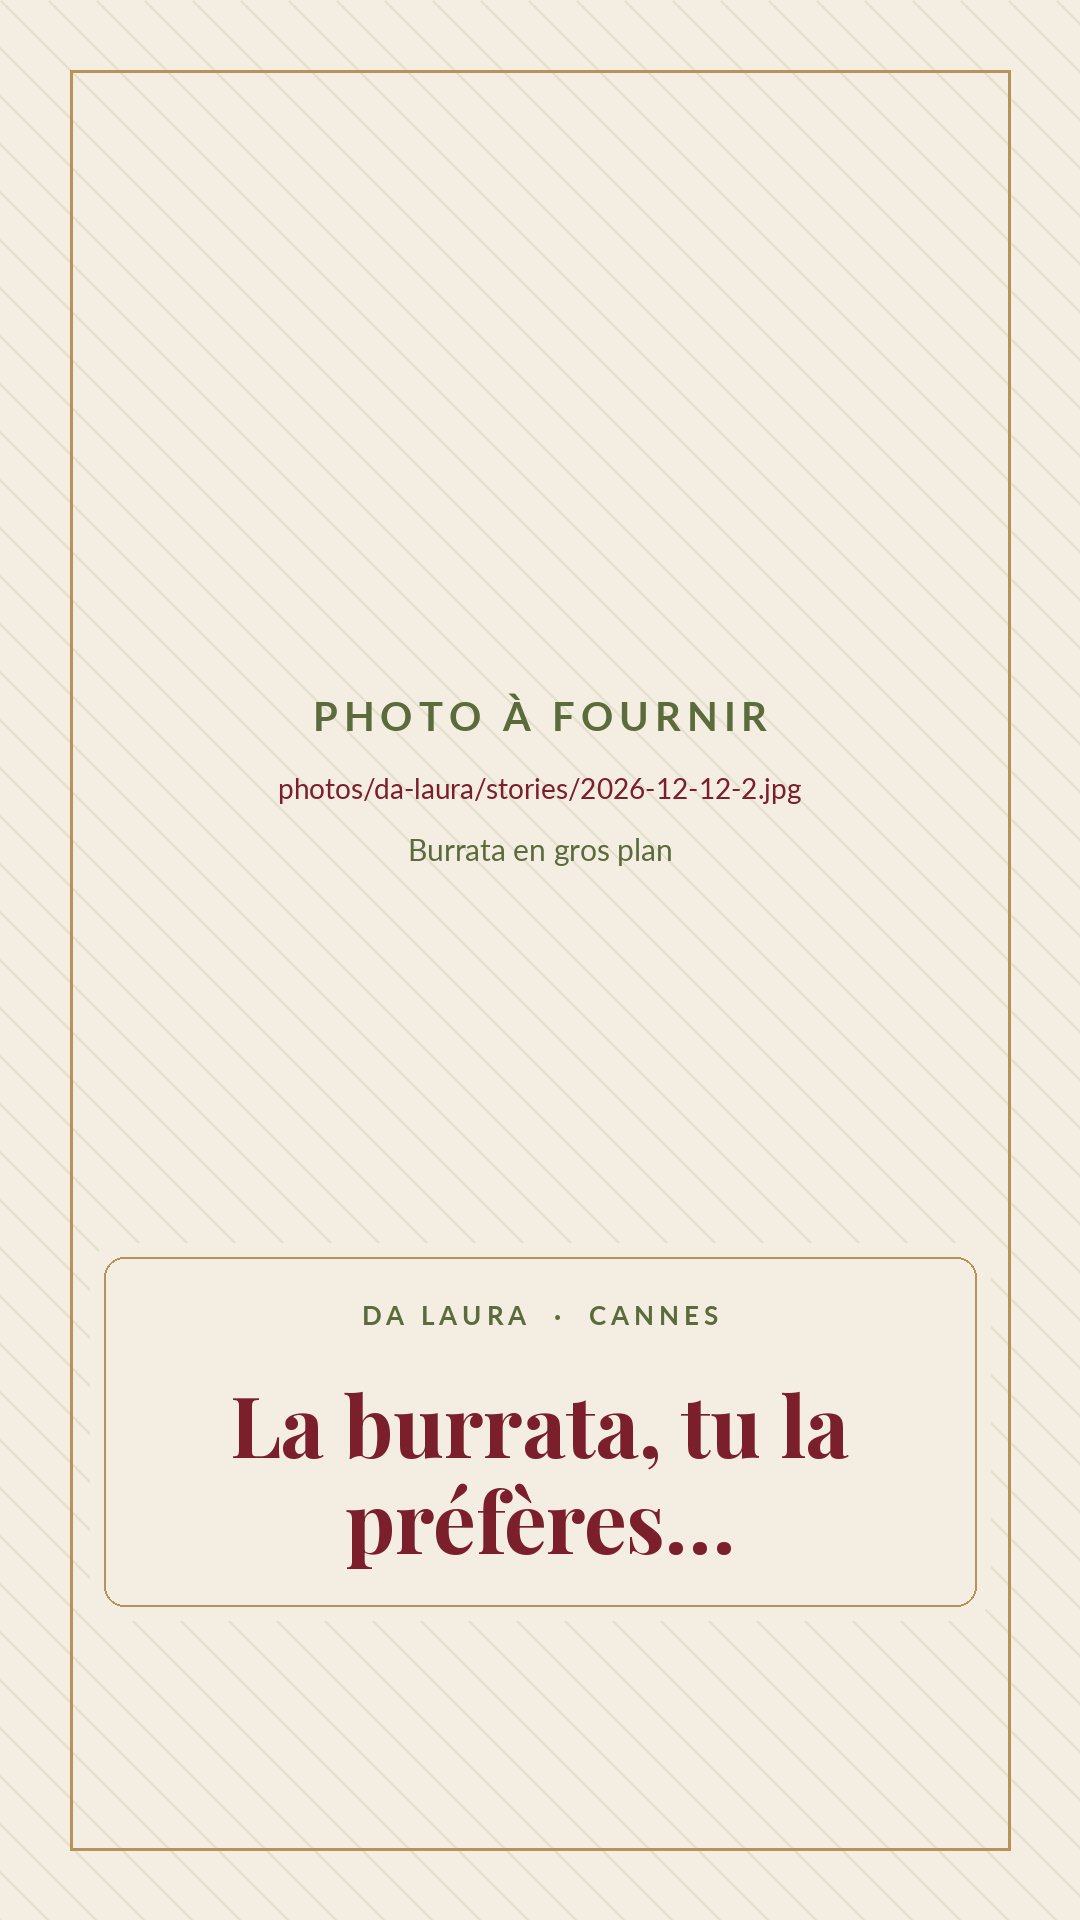 PHOTO À FOURNIR
photos/da-laura/stories/2026-12-12-2.jpg
Burrata en gros plan
DA LAURA · CANNES
La burrata, tu la
préfères...